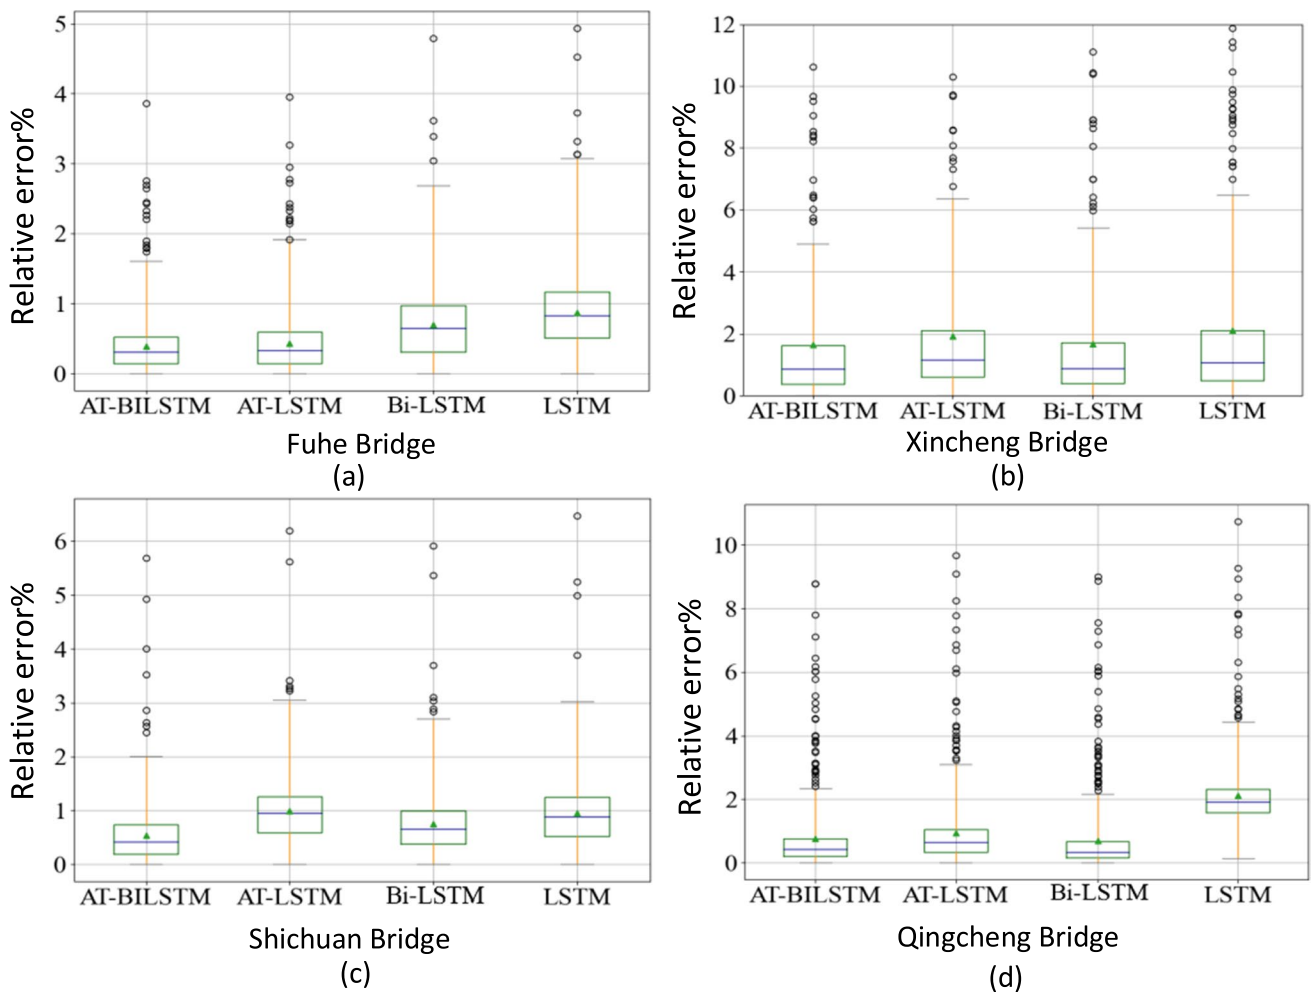 Relative error%
5
4
3
2
1
0
AT-BILSTM AT-LSTM Bi-LSTM LSTM
Fuhe Bridge
(a)
Relative error%
12
10
8
6
4
2
0
AT-BILSTM AT-LSTM Bi-LSTM LSTM
Xincheng Bridge
(b)
Relative error%
6
5
4
3
2
1
0
AT-BILSTM AT-LSTM Bi-LSTM LSTM
Shichuan Bridge
(c)
Relative error%
10
8
6
4
2
0
AT-BILSTM AT-LSTM Bi-LSTM LSTM
Qingcheng Bridge
(d)